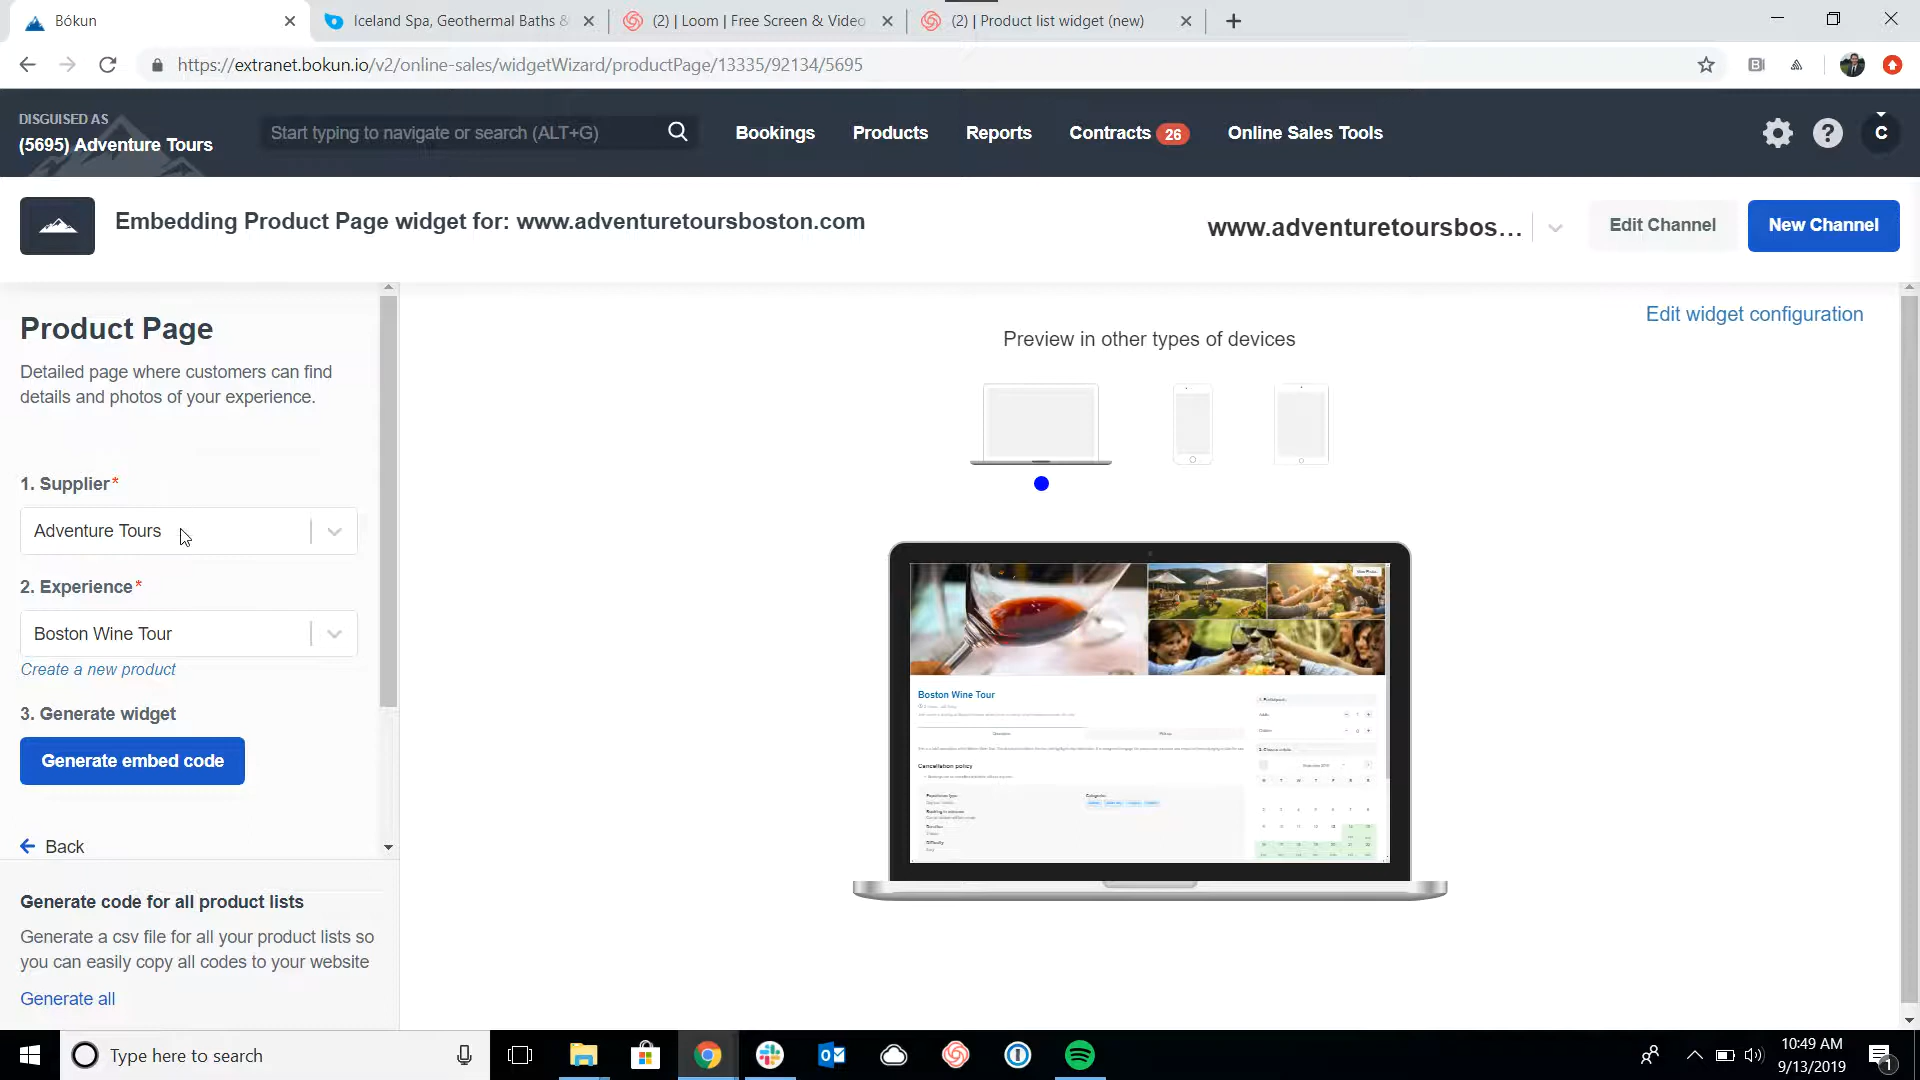 Bókun
Iceland Spa, Geothermal Baths &
(2) | Loom | Free Screen & Video
(2) | Product list widget (new)
https://extranet.bokun.io/v2/online-sales/widgetWizard/productPage/13335/92134/5695
DISGUISED AS
(5695) Adventure Tours
Start typing to navigate or search (ALT+G)
Bookings
Products
Reports
Contracts 26
Online Sales Tools
C
Embedding Product Page widget for: www.adventuretoursboston.com
www.adventuretoursbos...
Edit Channel
New Channel
Product Page
Detailed page where customers can find
details and photos of your experience.
1. Supplier*
Adventure Tours
2. Experience*
Boston Wine Tour
Create a new product
3. Generate widget
Generate embed code
Back
Generate code for all product lists
Generate a csv file for all your product lists so
you can easily copy all codes to your website
Generate all
Edit widget configuration
Preview in other types of devices
Boston Wine Tour
Cancellation policy
Type here to search
10:49 AM
9/13/2019
1